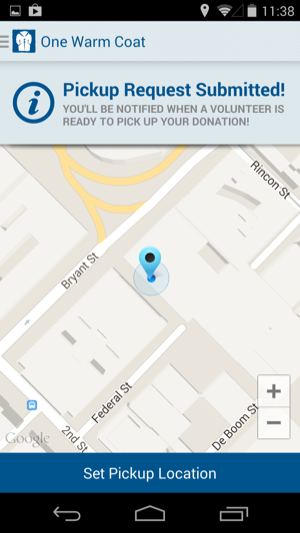 11:38
One Warm Coat
Pickup Request Submitted!
YOU'LL BE NOTIFIED WHEN A VOLUNTEER IS
READY TO PICK UP YOUR DONATION!
Rincon St
Bryant St
Federal St
2nd St
De Boom St
+
−
Google
Set Pickup Location